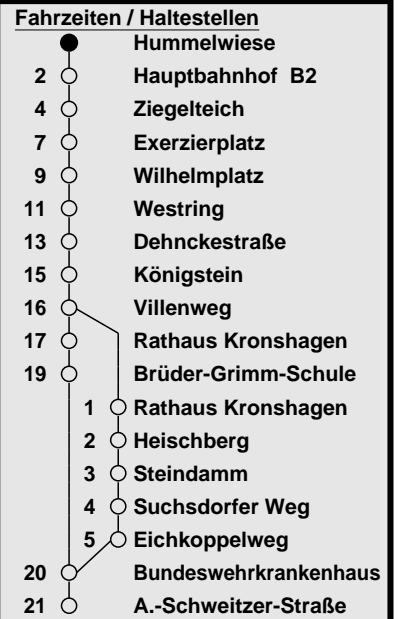 Fahrzeiten / Haltestellen
Hummelwiese
2 Hauptbahnhof B2
4 Ziegelteich
7 Exerzierplatz
9 Wilhelmplatz
11 Westring
13 Dehnckestraße
15 Königstein
16 Villenweg
17 Rathaus Kronshagen
19 Brüder-Grimm-Schule
1 Rathaus Kronshagen
2 Heischberg
3 Steindamm
4 Suchsdorfer Weg
5 Eichkoppelweg
20 Bundeswehrkrankenhaus
21 A.-Schweitzer-Straße